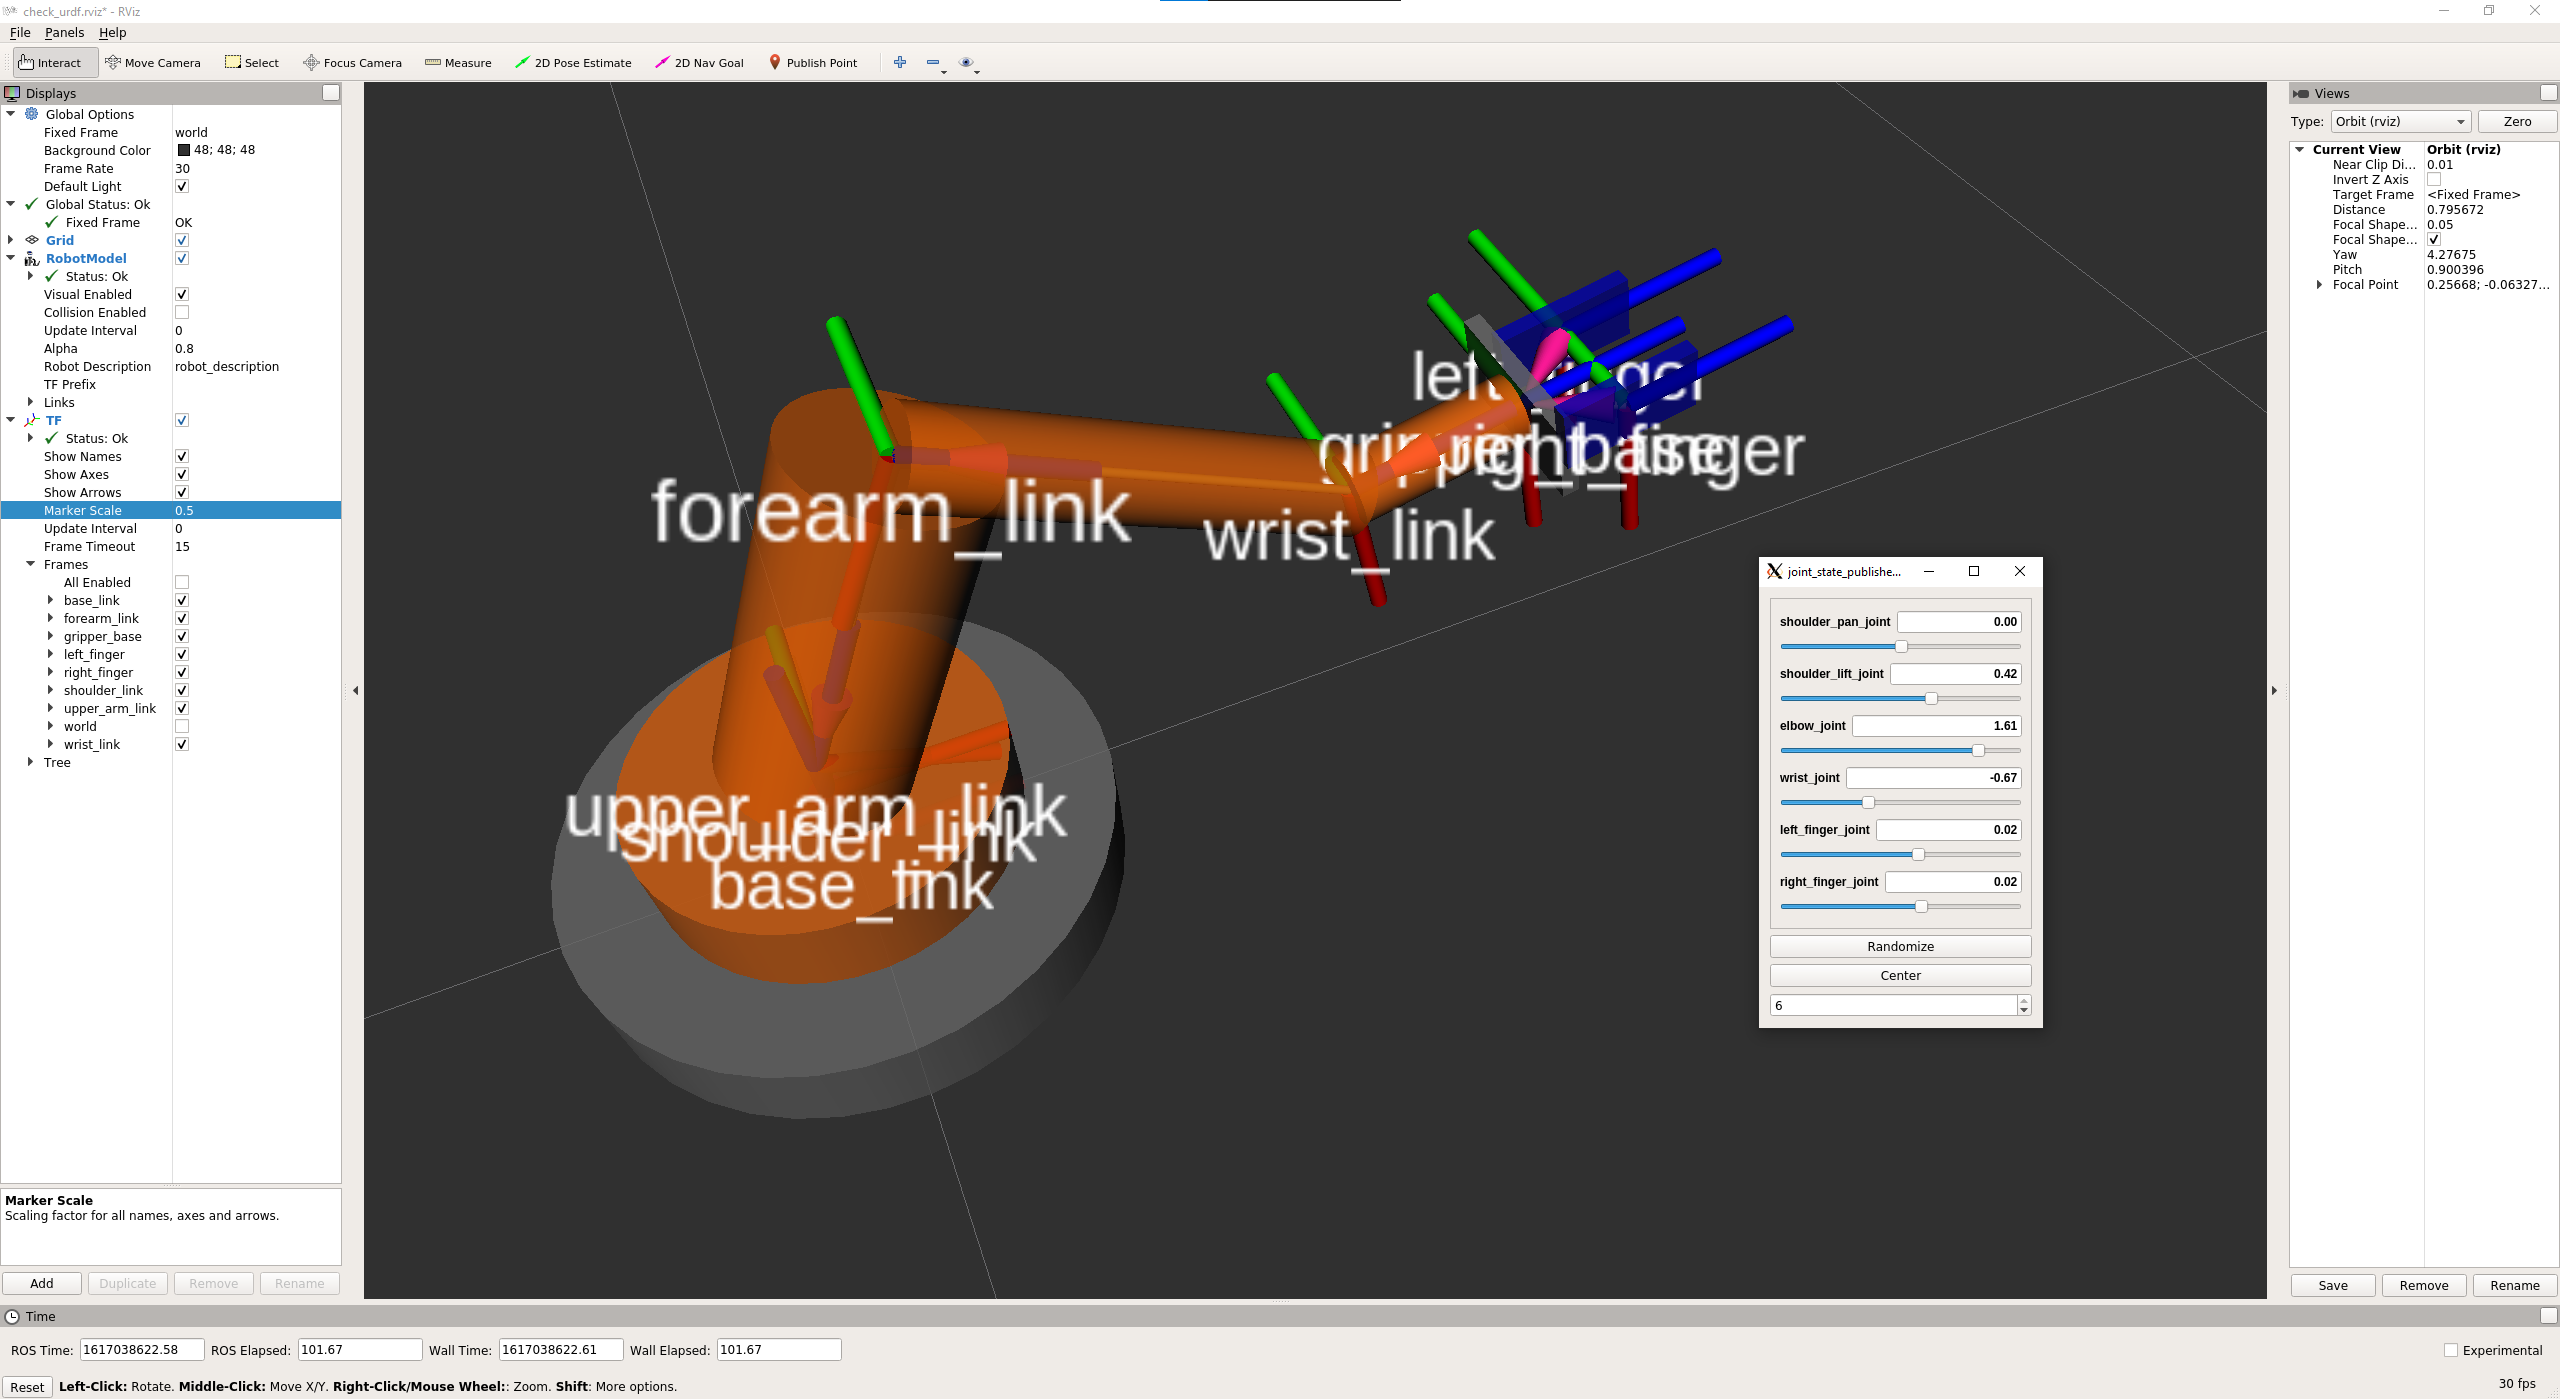 check_urdf.rviz* - RViz
File Panels Help
Interact Move Camera Select Focus Camera Measure 2D Pose Estimate 2D Nav Goal Publish Point
Displays
Global Options
Fixed Frame world
Background Color 48; 48; 48
Frame Rate 30
Default Light
Global Status: Ok
Fixed Frame OK
Grid
RobotModel
Status: Ok
Visual Enabled
Collision Enabled
Update Interval 0
Alpha 0.8
Robot Description robot_description
TF Prefix
Links
TF
Status: Ok
Show Names
Show Axes
Show Arrows
Marker Scale 0.5
Update Interval 0
Frame Timeout 15
Frames
All Enabled
base_link
forearm_link
gripper_base
left_finger
right_finger
shoulder_link
upper_arm_link
world
wrist_link
Tree
Marker Scale
Scaling factor for all names, axes and arrows.
Add Duplicate Remove Rename
left_finger
gripper_base
right_finger
forearm_link
wrist_link
upper_arm_link
shoulder_link
base_link
joint_state_publishe...
shoulder_pan_joint 0.00
shoulder_lift_joint 0.42
elbow_joint 1.61
wrist_joint -0.67
left_finger_joint 0.02
right_finger_joint 0.02
Randomize
Center
6
Views
Type: Orbit (rviz) Zero
Current View Orbit (rviz)
Near Clip Di... 0.01
Invert Z Axis
Target Frame <Fixed Frame>
Distance 0.795672
Focal Shape... 0.05
Focal Shape...
Yaw 4.27675
Pitch 0.900396
Focal Point 0.25668; -0.06327...
Save Remove Rename
Time
ROS Time: 1617038622.58 ROS Elapsed: 101.67 Wall Time: 1617038622.61 Wall Elapsed: 101.67 Experimental
Reset Left-Click: Rotate. Middle-Click: Move X/Y. Right-Click/Mouse Wheel:: Zoom. Shift: More options. 30 fps